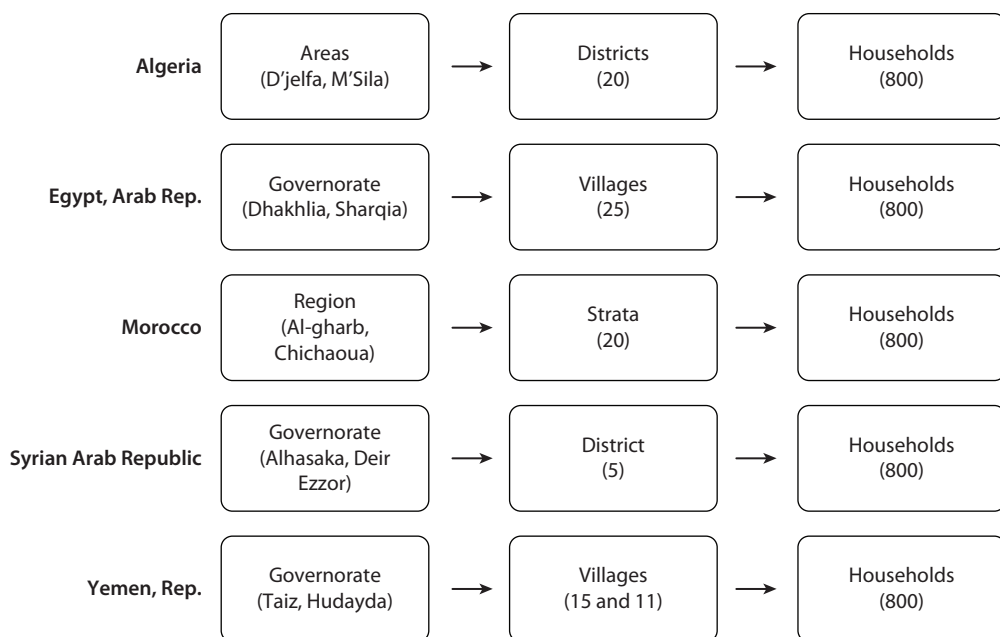 Algeria
Areas
(D'jelfa, M'Sila)
Districts
(20)
Households
(800)
Egypt, Arab Rep.
Governorate
(Dhakhlia, Sharqia)
Villages
(25)
Households
(800)
Morocco
Region
(Al-gharb,
Chichaoua)
Strata
(20)
Households
(800)
Syrian Arab Republic
Governorate
(Alhasaka, Deir
Ezzor)
District
(5)
Households
(800)
Yemen, Rep.
Governorate
(Taiz, Hudayda)
Villages
(15 and 11)
Households
(800)